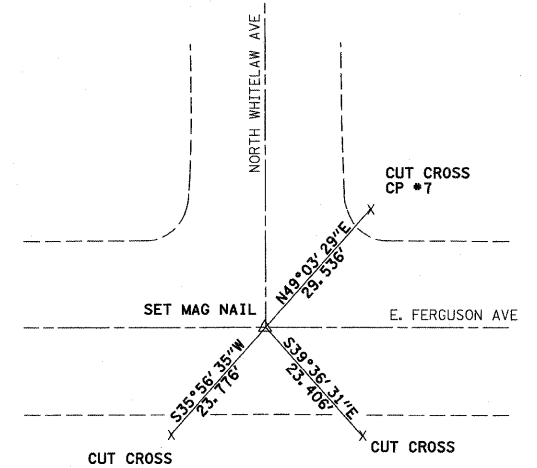 NORTH WHITELAW AVE
CUT CROSS
CP #7
N49°03'29"E
29.536'
SET MAG NAIL
E. FERGUSON AVE
S35°56'35"W
23.776'
S39°36'31"E
23.406'
CUT CROSS
CUT CROSS